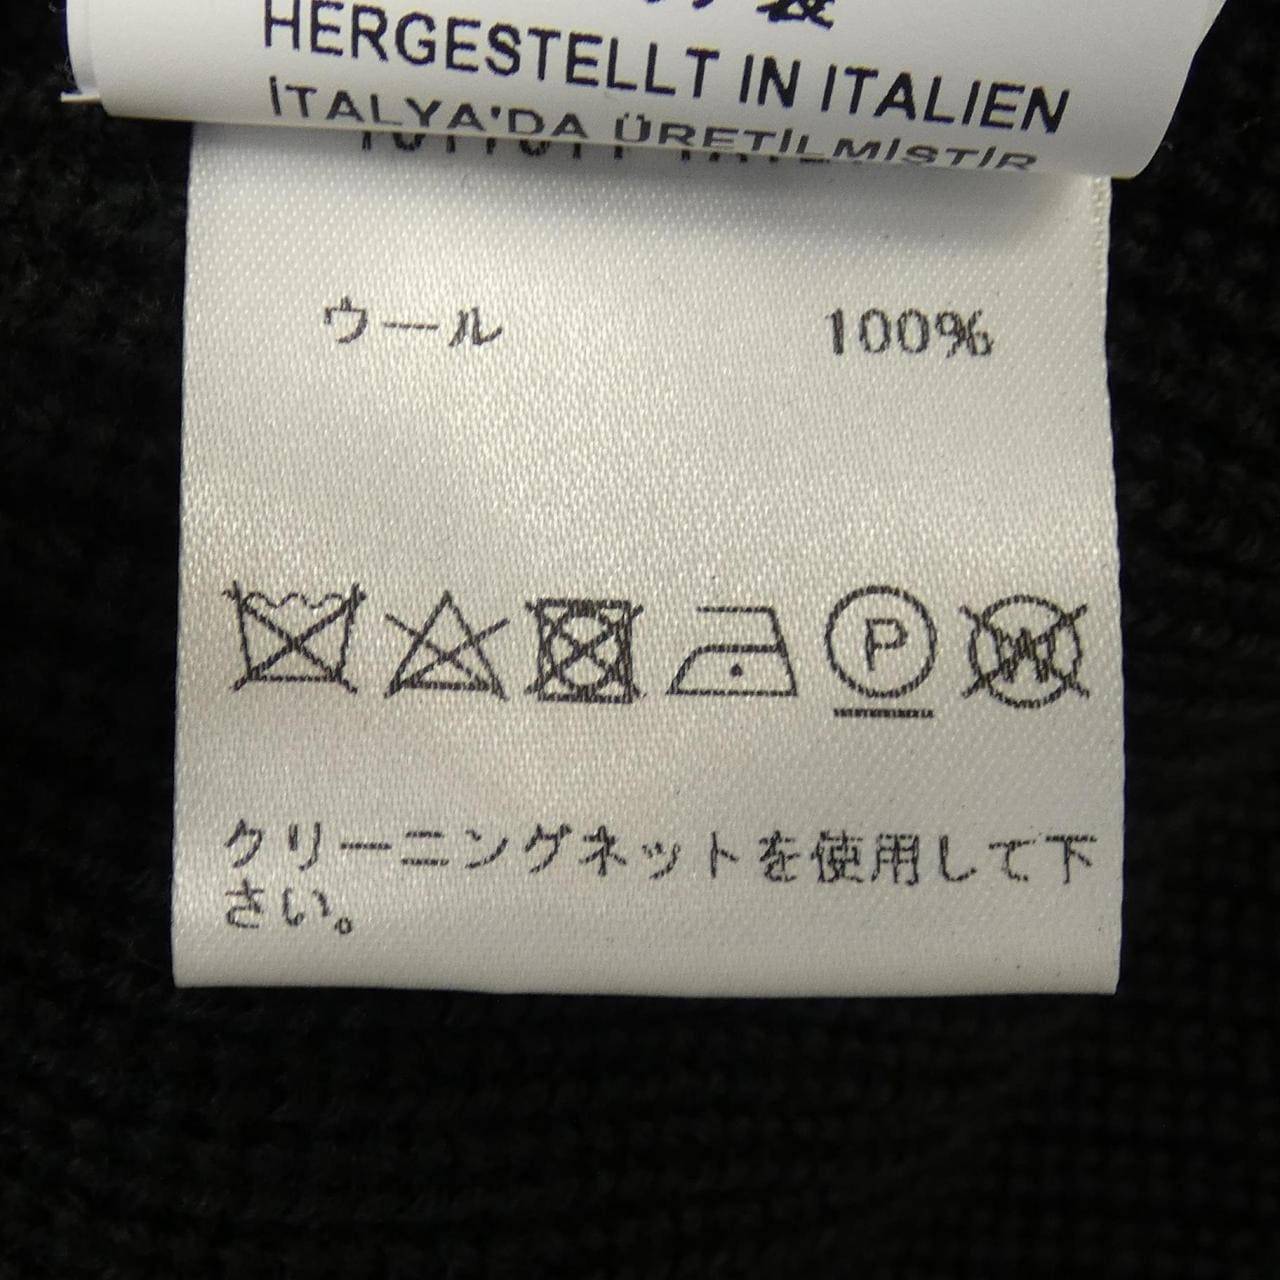 HERGESTELLT IN ITALIEN
İTALYA'DA ÜRETİLMİSTİR
ウール 100%
P W
クリーニングネットを使用して下
さい。